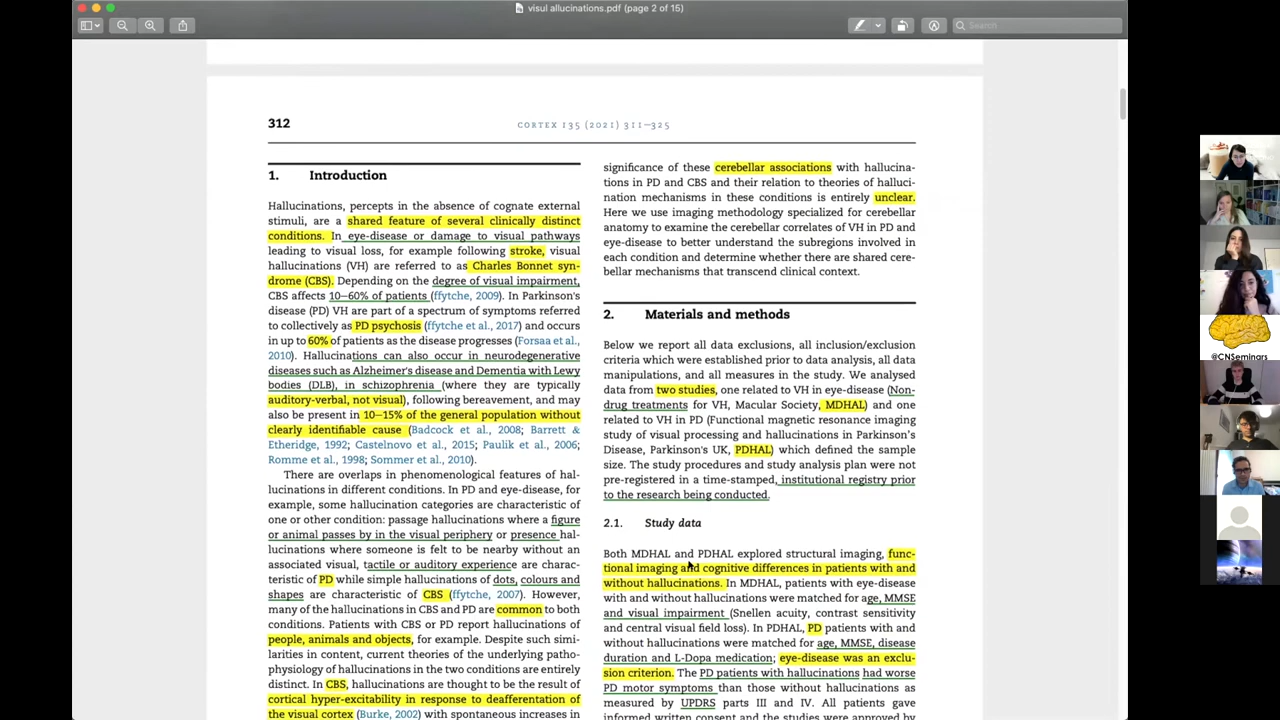 visul allucinations.pdf (page 2 of 15)
Search
312
CORTEX 135 (2021) 311–325
1. Introduction
Hallucinations, percepts in the absence of cognate external
stimuli, are a shared feature of several clinically distinct
conditions. In eye-disease or damage to visual pathways
leading to visual loss, for example following stroke, visual
hallucinations (VH) are referred to as Charles Bonnet syn-
drome (CBS). Depending on the degree of visual impairment,
CBS affects 10–60% of patients (ffytche, 2009). In Parkinson's
disease (PD) VH are part of a spectrum of symptoms referred
to collectively as PD psychosis (ffytche et al., 2017) and occurs
in up to 60% of patients as the disease progresses (Forsaa et al.,
2010). Hallucinations can also occur in neurodegenerative
diseases such as Alzheimer's disease and Dementia with Lewy
bodies (DLB), in schizophrenia (where they are typically
auditory-verbal, not visual), following bereavement, and may
also be present in 10–15% of the general population without
clearly identifiable cause (Badcock et al., 2008; Barrett &
Etheridge, 1992; Castelnovo et al., 2015; Paulik et al., 2006;
Romme et al., 1998; Sommer et al., 2010).
There are overlaps in phenomenological features of hal-
lucinations in different conditions. In PD and eye-disease, for
example, some hallucination categories are characteristic of
one or other condition: passage hallucinations where a figure
or animal passes by in the visual periphery or presence hal-
lucinations where someone is felt to be nearby without an
associated visual, tactile or auditory experience are charac-
teristic of PD while simple hallucinations of dots, colours and
shapes are characteristic of CBS (ffytche, 2007). However,
many of the hallucinations in CBS and PD are common to both
conditions. Patients with CBS or PD report hallucinations of
people, animals and objects, for example. Despite such simi-
larities in content, current theories of the underlying patho-
physiology of hallucinations in the two conditions are entirely
distinct. In CBS, hallucinations are thought to be the result of
cortical hyper-excitability in response to deafferentation of
the visual cortex (Burke, 2002) with spontaneous increases in
significance of these cerebellar associations with hallucina-
tions in PD and CBS and their relation to theories of halluci-
nation mechanisms in these conditions is entirely unclear.
Here we use imaging methodology specialized for cerebellar
anatomy to examine the cerebellar correlates of VH in PD and
eye-disease to better understand the subregions involved in
each condition and determine whether there are shared cere-
bellar mechanisms that transcend clinical context.
2. Materials and methods
Below we report all data exclusions, all inclusion/exclusion
criteria which were established prior to data analysis, all data
manipulations, and all measures in the study. We analysed
data from two studies, one related to VH in eye-disease (Non-
drug treatments for VH, Macular Society, MDHAL) and one
related to VH in PD (Functional magnetic resonance imaging
study of visual processing and hallucinations in Parkinson's
Disease, Parkinson's UK, PDHAL) which defined the sample
size. The study procedures and study analysis plan were not
pre-registered in a time-stamped, institutional registry prior
to the research being conducted.
2.1. Study data
Both MDHAL and PDHAL explored structural imaging, func-
tional imaging and cognitive differences in patients with and
without hallucinations. In MDHAL, patients with eye-disease
with and without hallucinations were matched for age, MMSE
and visual impairment (Snellen acuity, contrast sensitivity
and central visual field loss). In PDHAL, PD patients with and
without hallucinations were matched for age, MMSE, disease
duration and L-Dopa medication; eye-disease was an exclu-
sion criterion. The PD patients with hallucinations had worse
PD motor symptoms than those without hallucinations as
measured by UPDRS parts III and IV. All patients gave
informed written consent and the studies were approved by
@CNSeminars